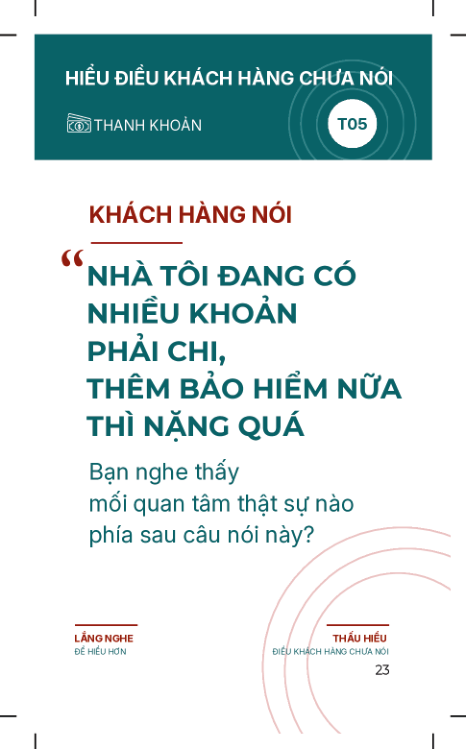 HIỂU ĐIỀU KHÁCH HÀNG CHƯA NÓI
THANH KHOẢN
T05
KHÁCH HÀNG NÓI
“NHÀ TÔI ĐANG CÓ
NHIỀU KHOẢN
PHẢI CHI,
THÊM BẢO HIỂM NỮA
THÌ NẶNG QUÁ
Bạn nghe thấy
mối quan tâm thật sự nào
phía sau câu nói này?
LẮNG NGHE
ĐỂ HIỂU HƠN
THẤU HIỂU
ĐIỀU KHÁCH HÀNG CHƯA NÓI
23